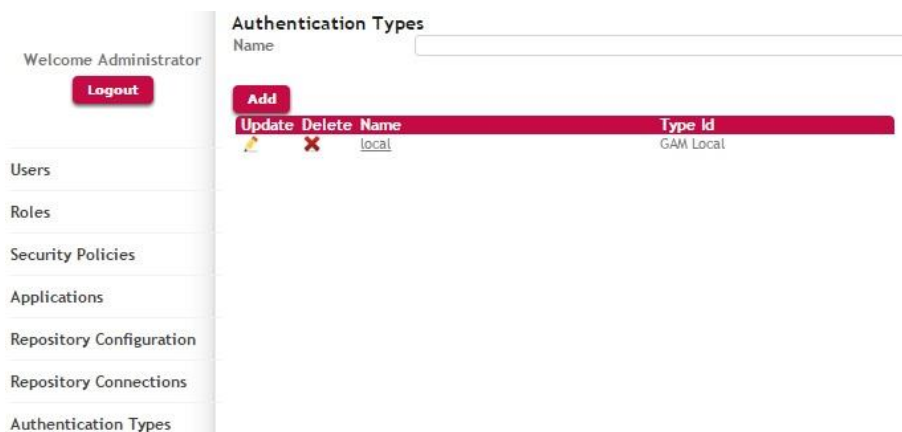 Welcome Administrator
Logout
Users
Roles
Security Policies
Applications
Repository Configuration
Repository Connections
Authentication Types
Authentication Types
Name
Add
Update Delete Name Type Id
local GAM Local